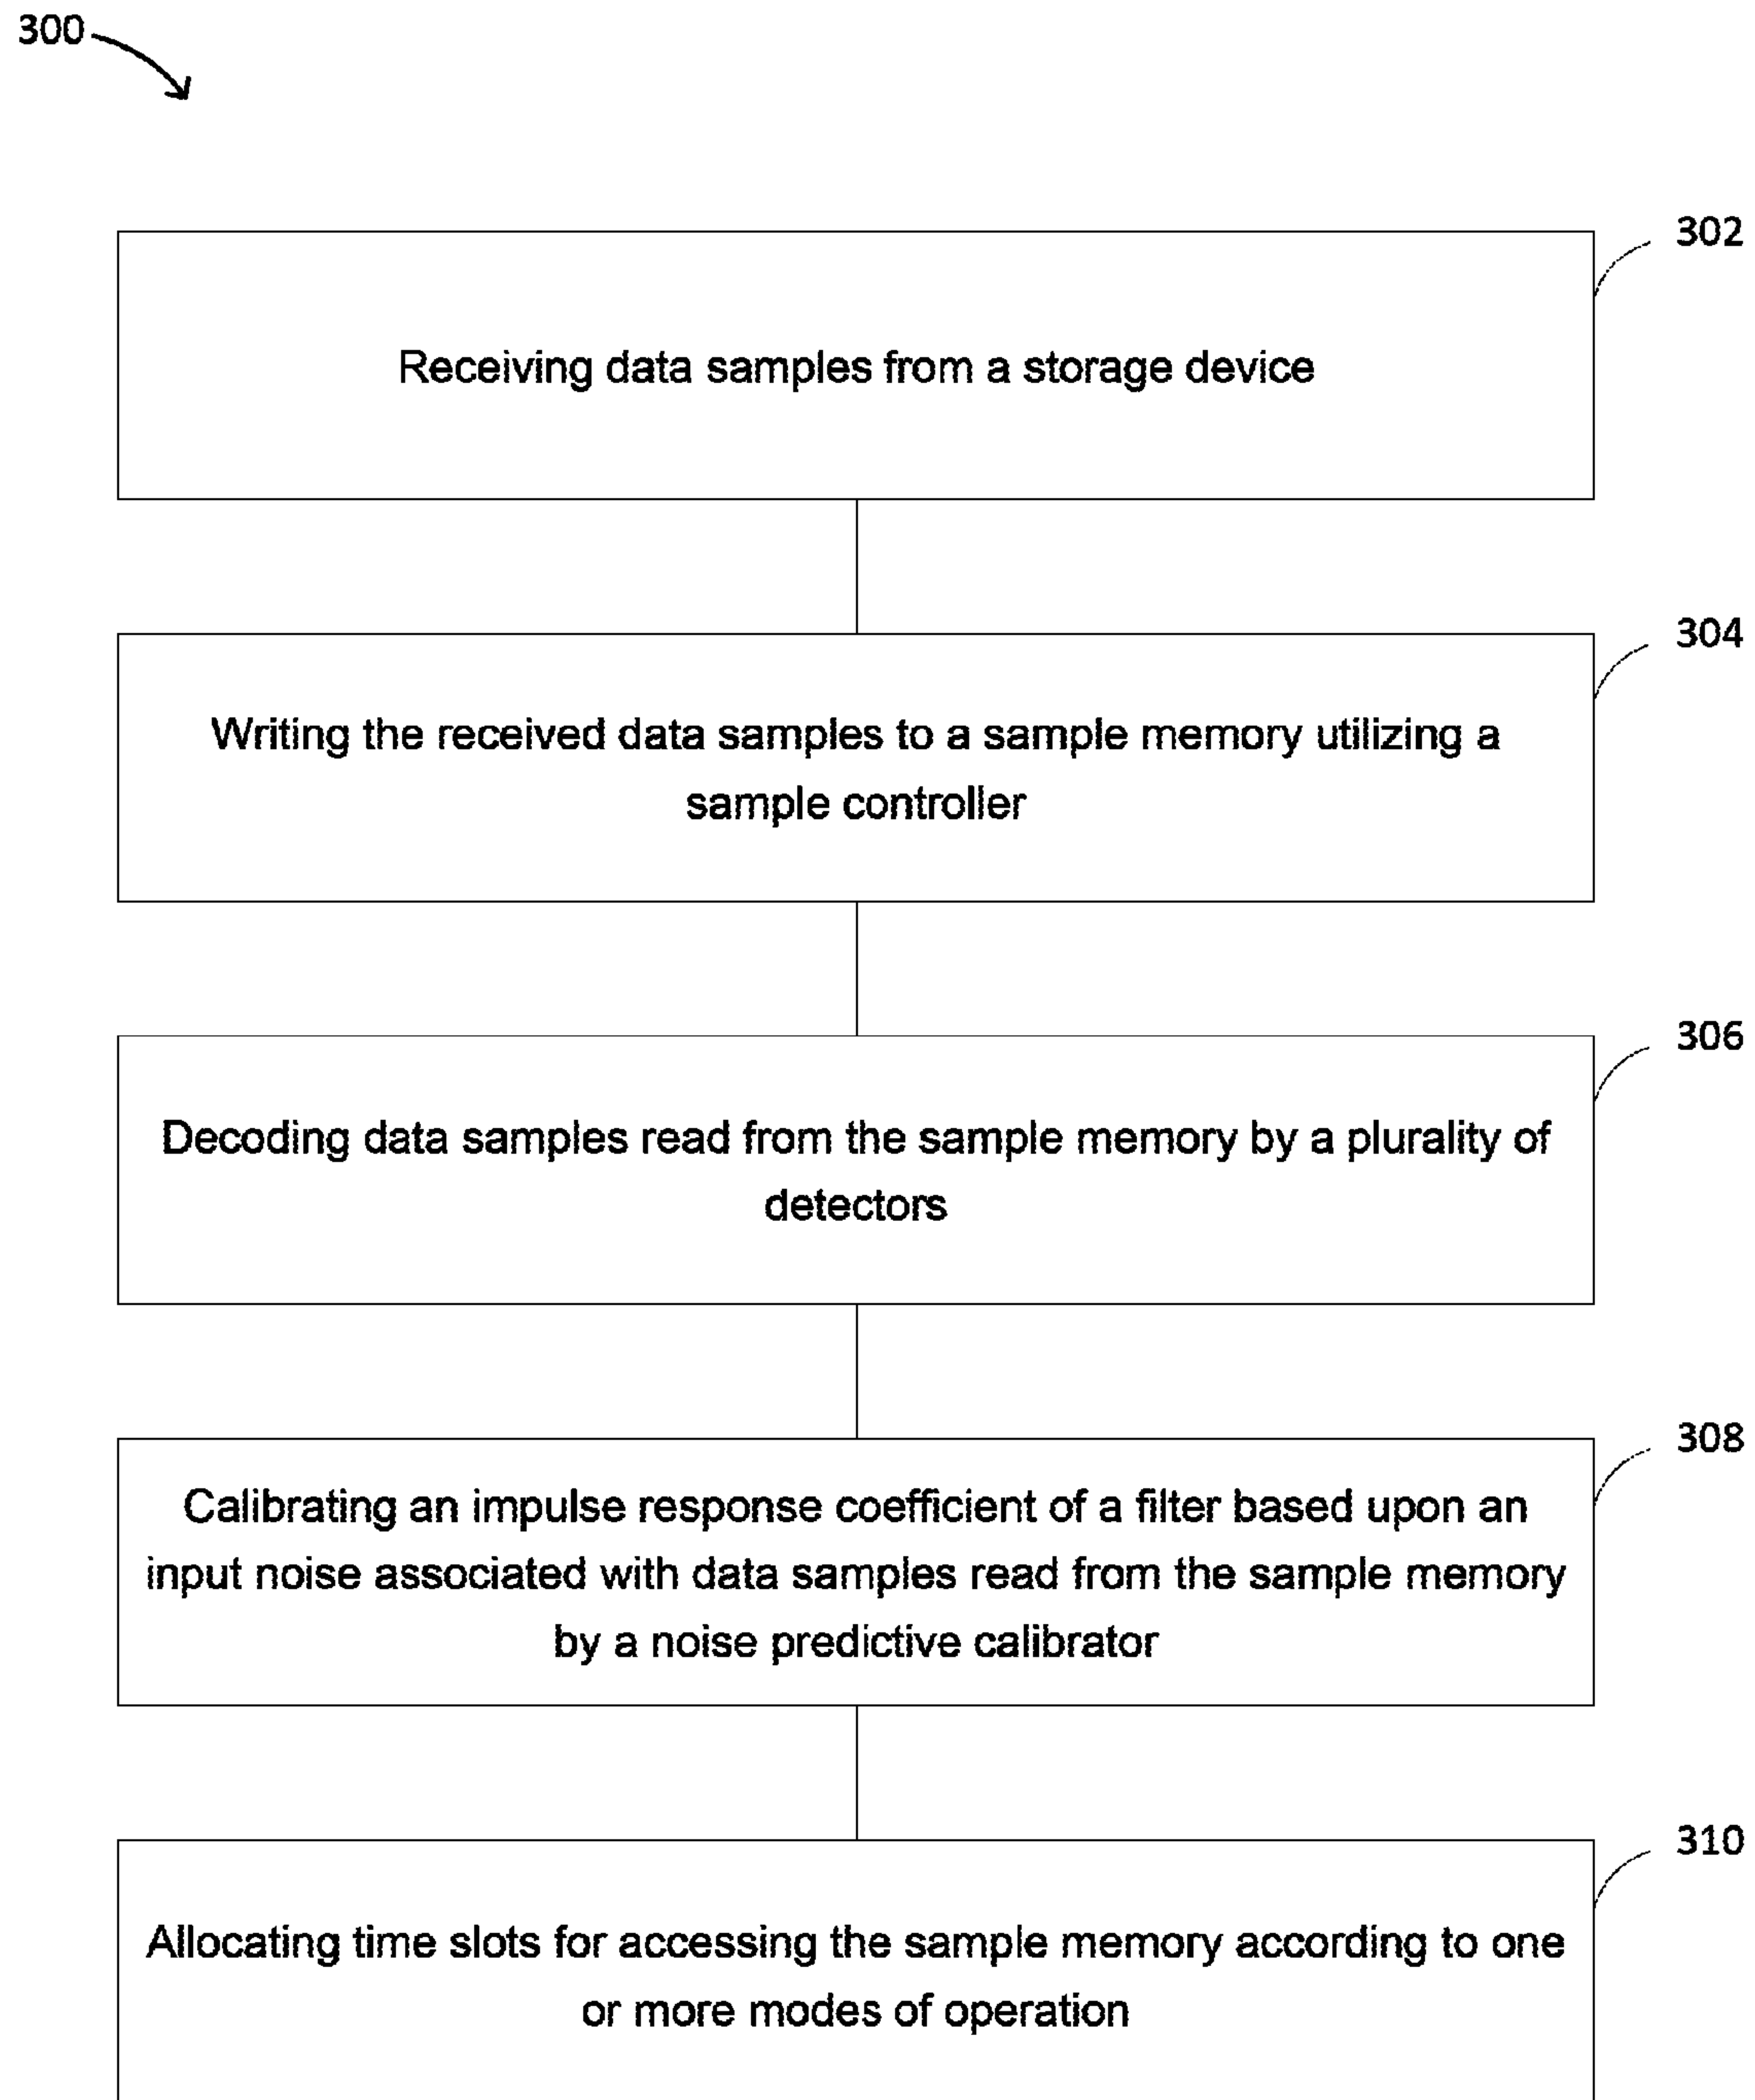 300
302
Receiving data samples from a storage device
304
Writing the received data samples to a sample memory utilizing a
sample controller
306
Decoding data samples read from the sample memory by a plurality of
detectors
308
Calibrating an impulse response coefficient of a filter based upon an
input noise associated with data samples read from the sample memory
by a noise predictive calibrator
310
Allocating time slots for accessing the sample memory according to one
or more modes of operation